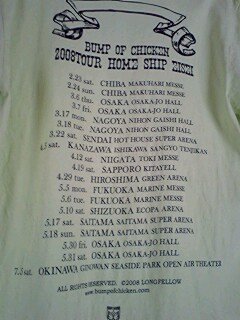 BUMP OF CHICKEN
2008TOUR HOME SHIP EISEI
2.23 sat. CHIBA MAKUHARI MESSE
2.24 sun. CHIBA MAKUHARI MESSE
3.6 thu. OSAKA OSAKA-JO HALL
3.7 fri. OSAKA OSAKA-JO HALL
3.17 mon. NAGOYA NIHON GAISHI HALL
3.18 tue. NAGOYA NIHON GAISHI HALL
3.22 sat. SENDAI HOT HOUSE SUPER ARENA
4.5 sat. KANAZAWA ISHIKAWA SANGYO TENJIKAN
4.12 sat. NIIGATA TOKI MESSE
4.19 sat. SAPPORO KITAYELL
4.29 tue. HIROSHIMA GREEN ARENA
5.5 mon. FUKUOKA MARINE MESSE
5.6 tue. FUKUOKA MARINE MESSE
5.10 sat. SHIZUOKA ECOPA ARENA
5.17 sat. SAITAMA SAITAMA SUPER ARENA
5.18 sun. SAITAMA SAITAMA SUPER ARENA
5.30 fri. OSAKA OSAKA-JO HALL
5.31 sat. OSAKA OSAKA-JO HALL
sat. OKINAWA GINOWAN SEASIDE PARK OPEN AIR THEATER
ALL RIGHTS RESERVED. ©2008 LONGFELLOW
www.bumpofchicken.com